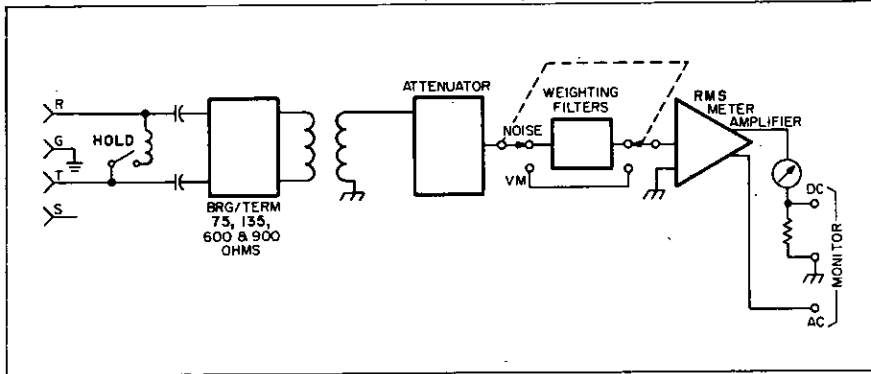 R
G
HOLD
T
S
BRG/TERM
75, 135,
600 & 900
OHMS
ATTENUATOR
NOISE
VM
WEIGHTING
FILTERS
RMS
METER
AMPLIFIER
DC
MONITOR
AC